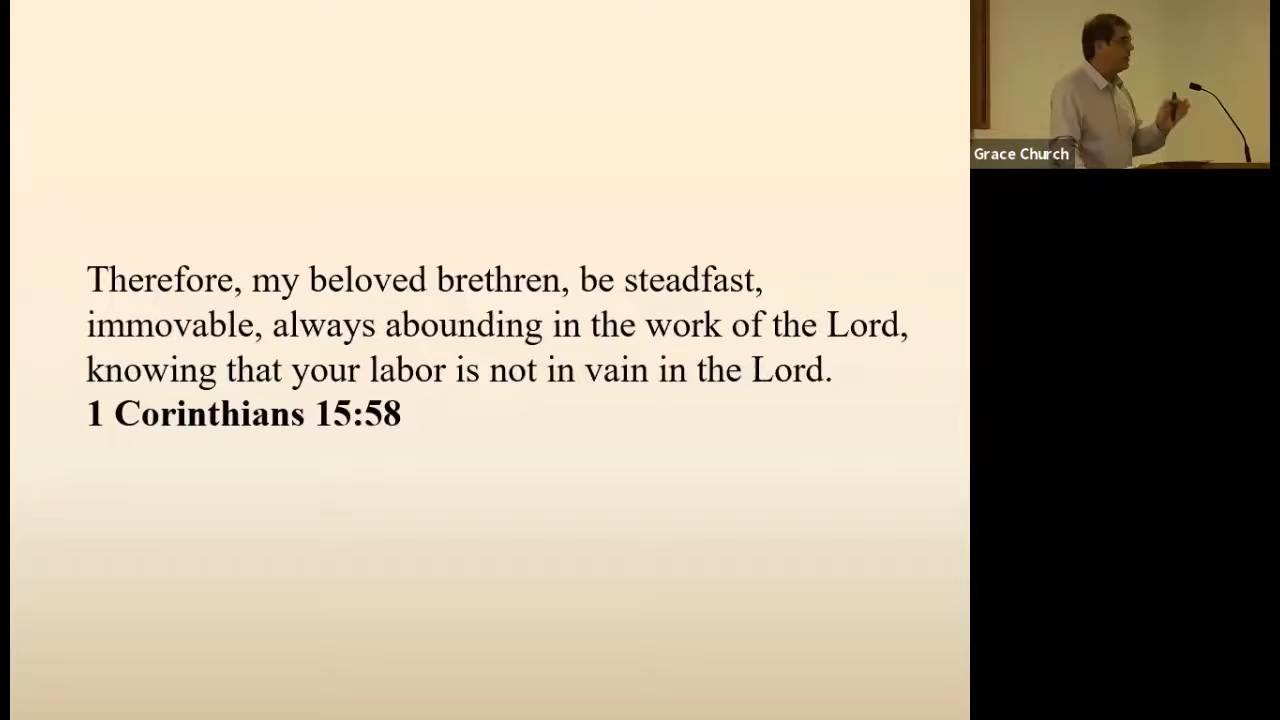 Therefore, my beloved brethren, be steadfast,
immovable, always abounding in the work of the Lord,
knowing that your labor is not in vain in the Lord.
1 Corinthians 15:58
Grace Church